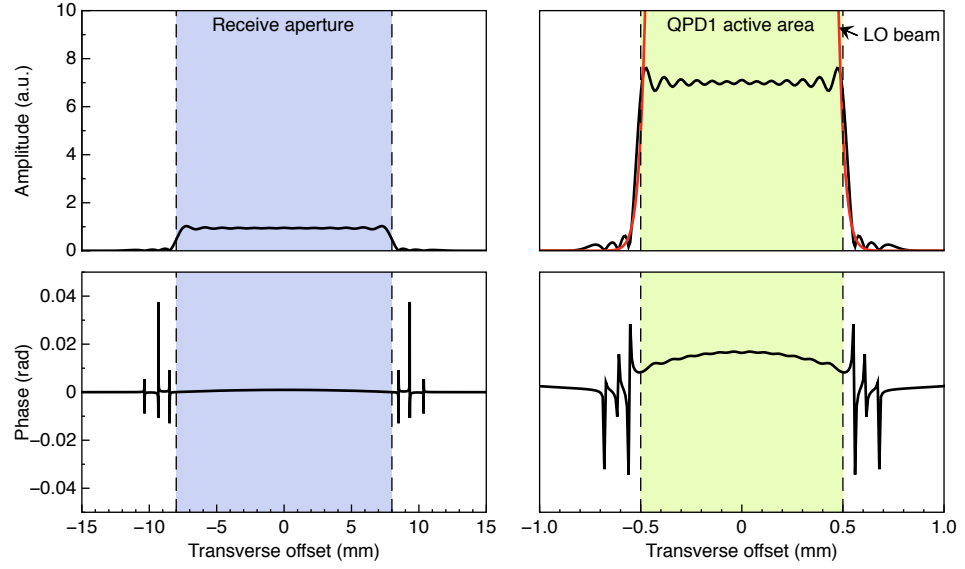 Receive aperture
QPD1 active area
LO beam
Amplitude (a.u.)
10
8
6
4
2
0
Phase (rad)
0.04
0.02
0
−0.02
−0.04
−15 −10 −5 0 5 10 15
Transverse offset (mm)
−1.0 −0.5 0 0.5 1.0
Transverse offset (mm)